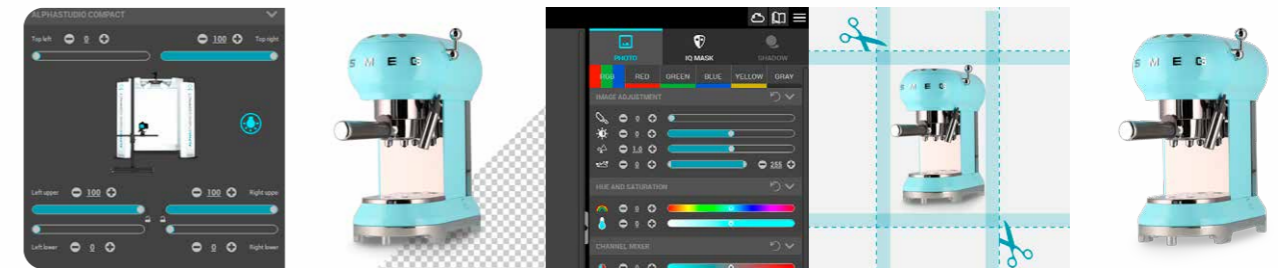 ALPHASTUDIO COMPACT
Top left 0 100 Top right
Left upper 100 100 Right uppe
Left lower 0 0 Right lower
SMEG
PHOTO IQ MASK SHADOW
RGB RED GREEN BLUE YELLOW GRAY
IMAGE ADJUSTMENT
0
0
1.0
0 255
HUE AND SATURATION
0
0
CHANNEL MIXER
0
SMEG
SMEG